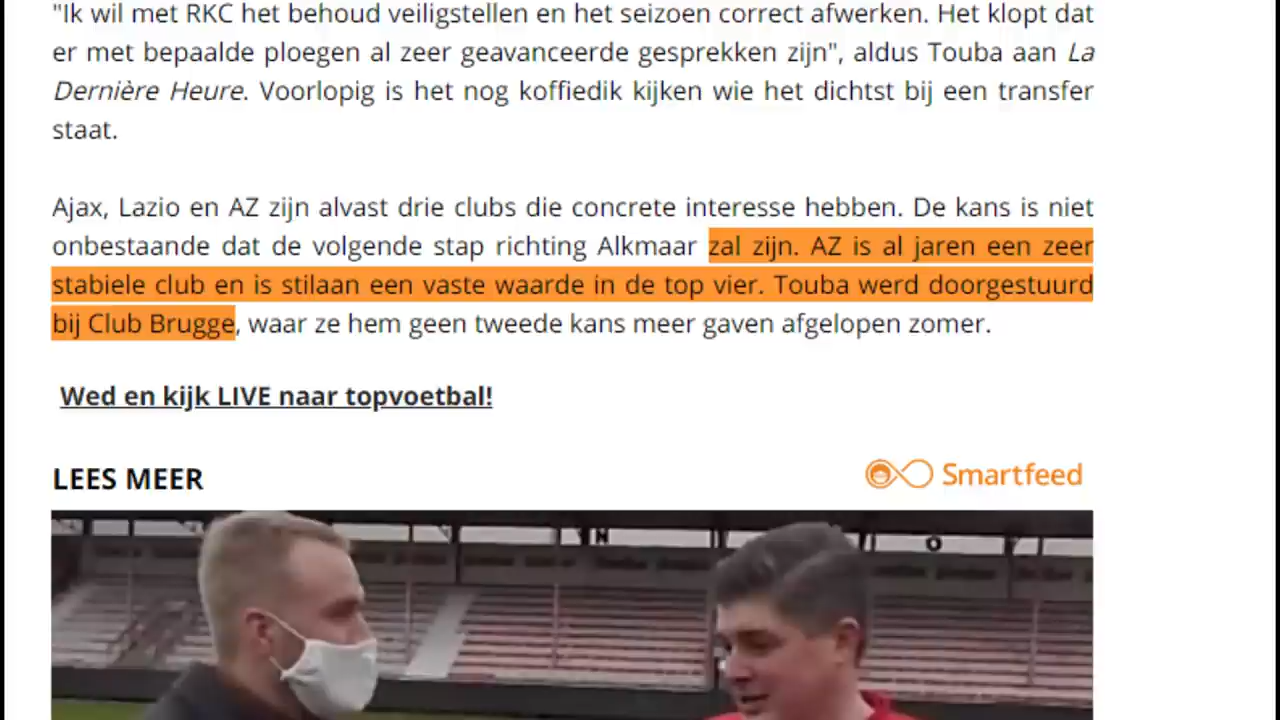 "Ik wil met RKC het behoud veiligstellen en het seizoen correct afwerken. Het klopt dat
er met bepaalde ploegen al zeer geavanceerde gesprekken zijn", aldus Touba aan La
Dernière Heure. Voorlopig is het nog koffiedik kijken wie het dichtst bij een transfer
staat.
Ajax, Lazio en AZ zijn alvast drie clubs die concrete interesse hebben. De kans is niet
onbestaande dat de volgende stap richting Alkmaar zal zijn. AZ is al jaren een zeer
stabiele club en is stilaan een vaste waarde in de top vier. Touba werd doorgestuurd
bij Club Brugge, waar ze hem geen tweede kans meer gaven afgelopen zomer.
Wed en kijk LIVE naar topvoetbal!
LEES MEER
Smartfeed
N O